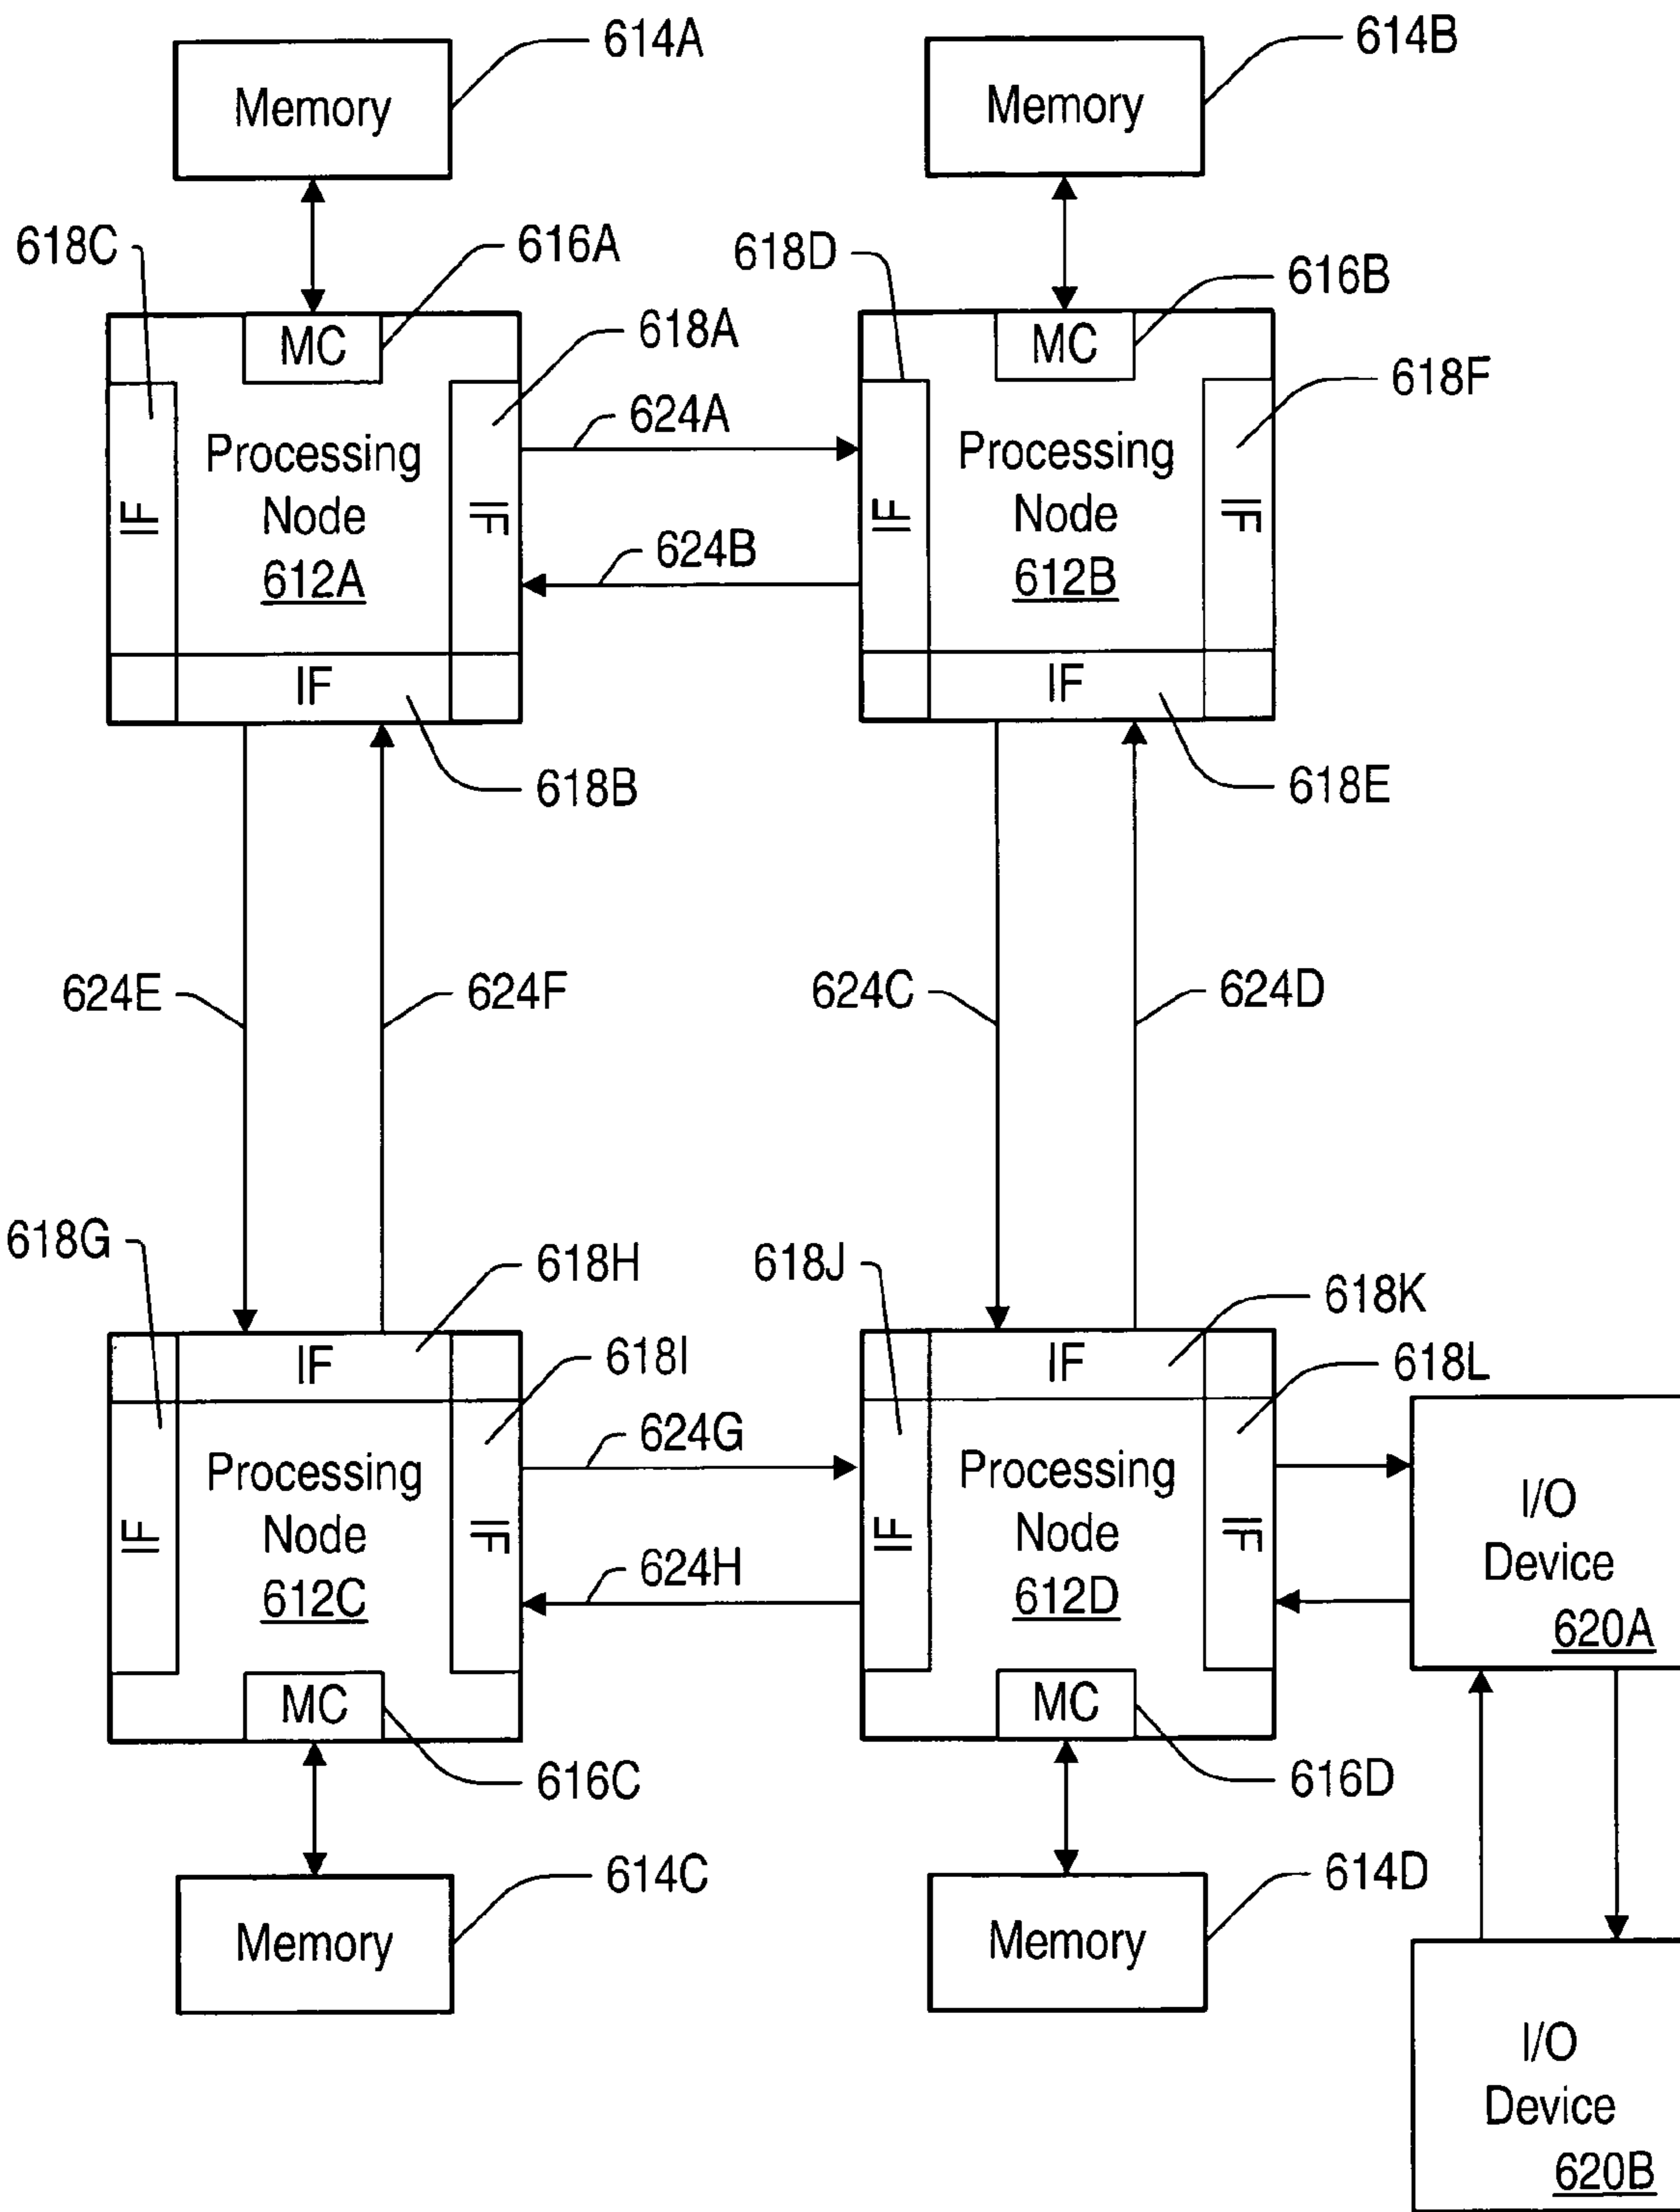 614A
614B
Memory
Memory
618C
616A
618D
616B
MC
618A
MC
618F
624A
Processing
Node
612A
IF
IF
IF
624B
Processing
Node
612B
IF
IF
IF
618B
618E
624E
624F
624C
624D
618G
618H
618J
618K
IF
618I
IF
618L
624G
Processing
Node
612C
IF
IF
624H
Processing
Node
612D
IF
IF
I/O
Device
620A
MC
MC
616C
616D
614C
614D
Memory
Memory
I/O
Device
620B